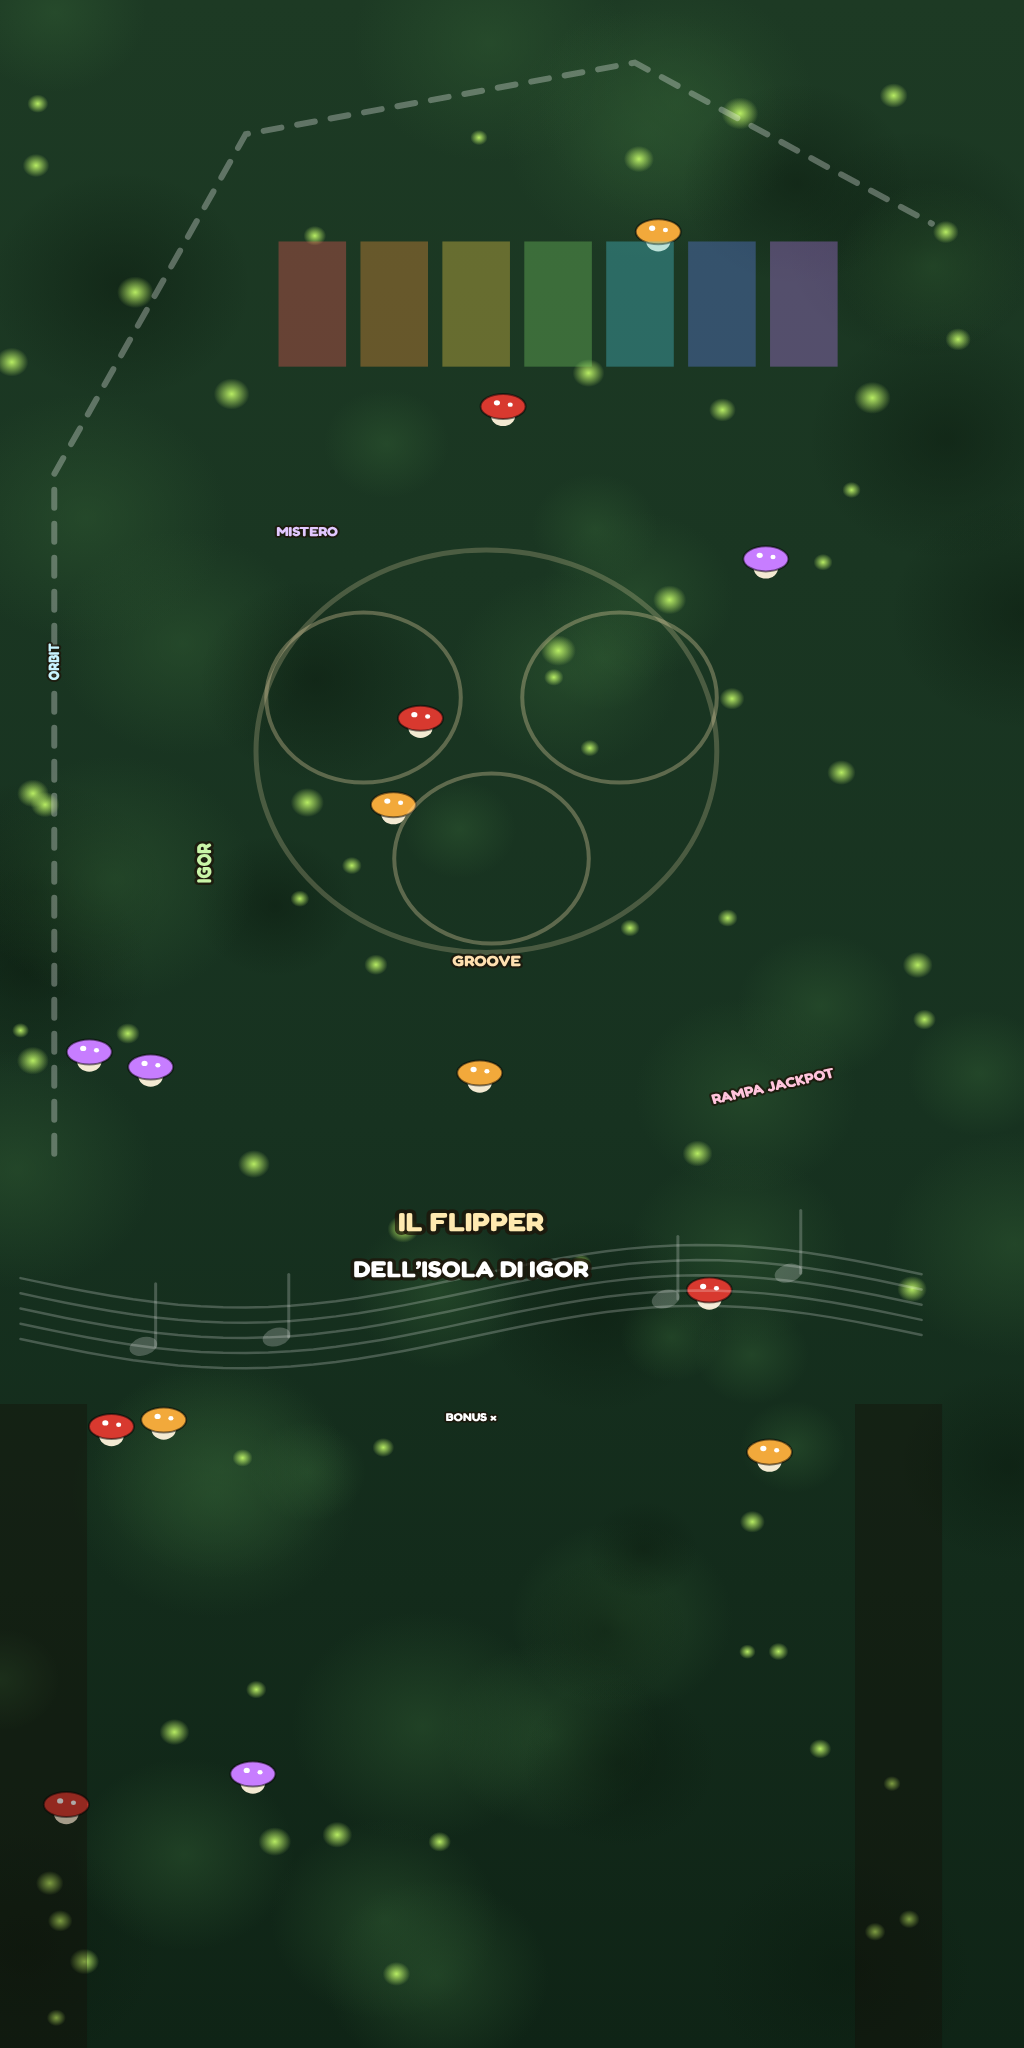 MISTERO
ORBIT
IGOR
GROOVE
RAMPA JACKPOT
IL FLIPPER
DELL'ISOLA DI IGOR
BONUS ×